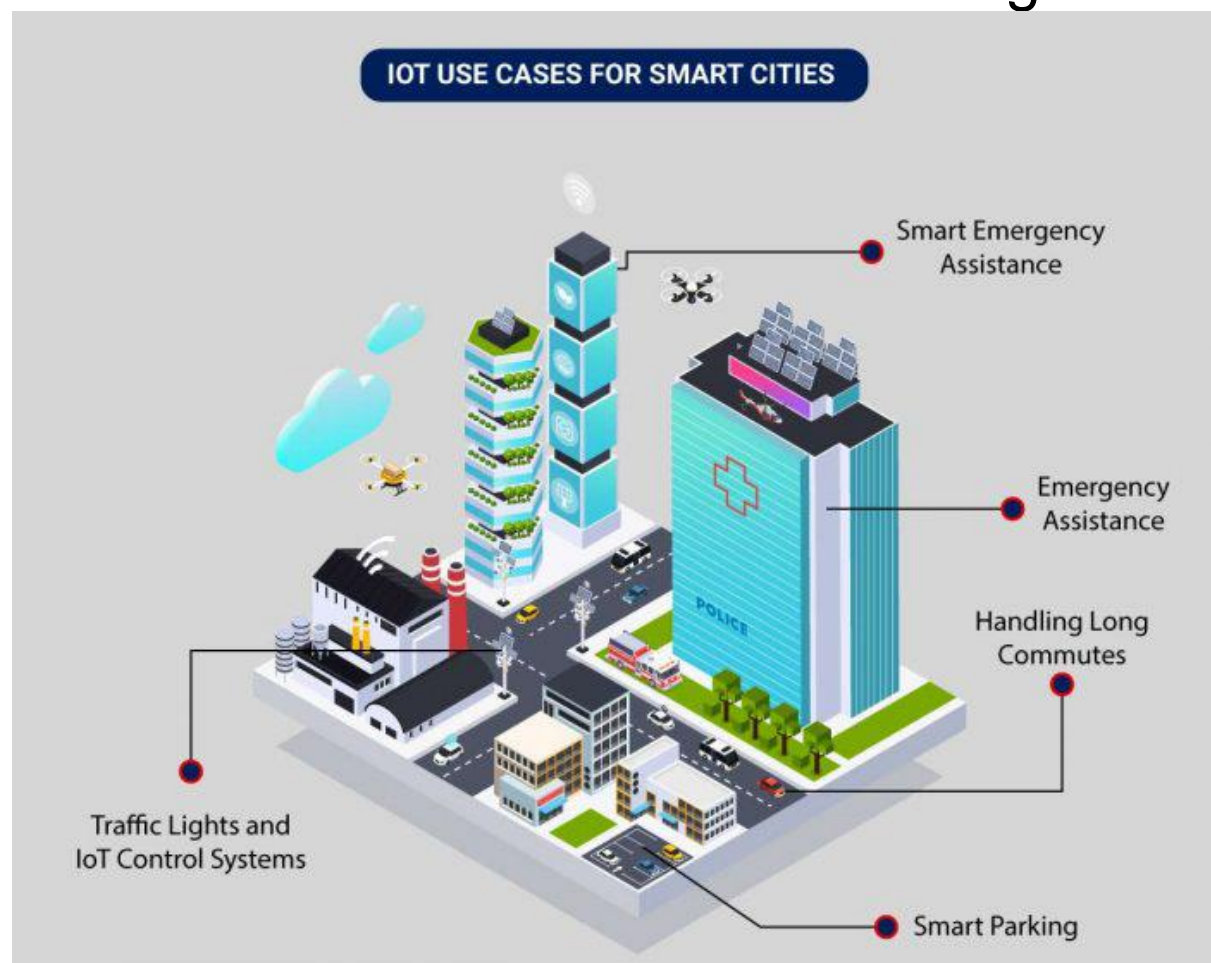 IOT USE CASES FOR SMART CITIES
Smart Emergency
Assistance
Emergency
Assistance
POLICE
Handling Long
Commutes
Traffic Lights and
IoT Control Systems
Smart Parking